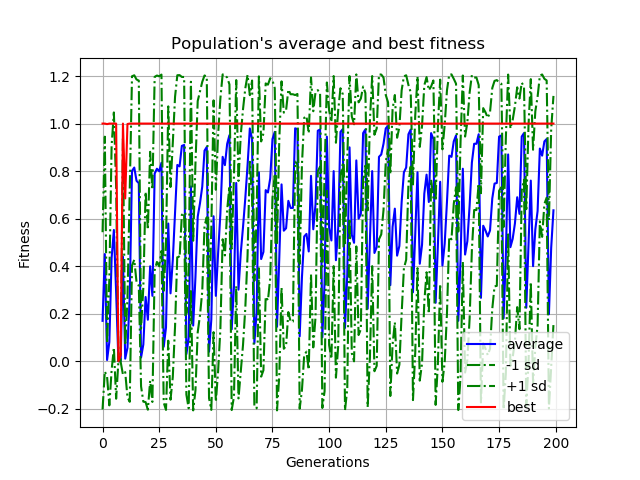 Population's average and best fitness
1.2
1.0
0.8
0.6
0.4
0.2
0.0
−0.2
Fitness
average
-1 sd
+1 sd
best
0 25 50 75 100 125 150 175 200
Generations